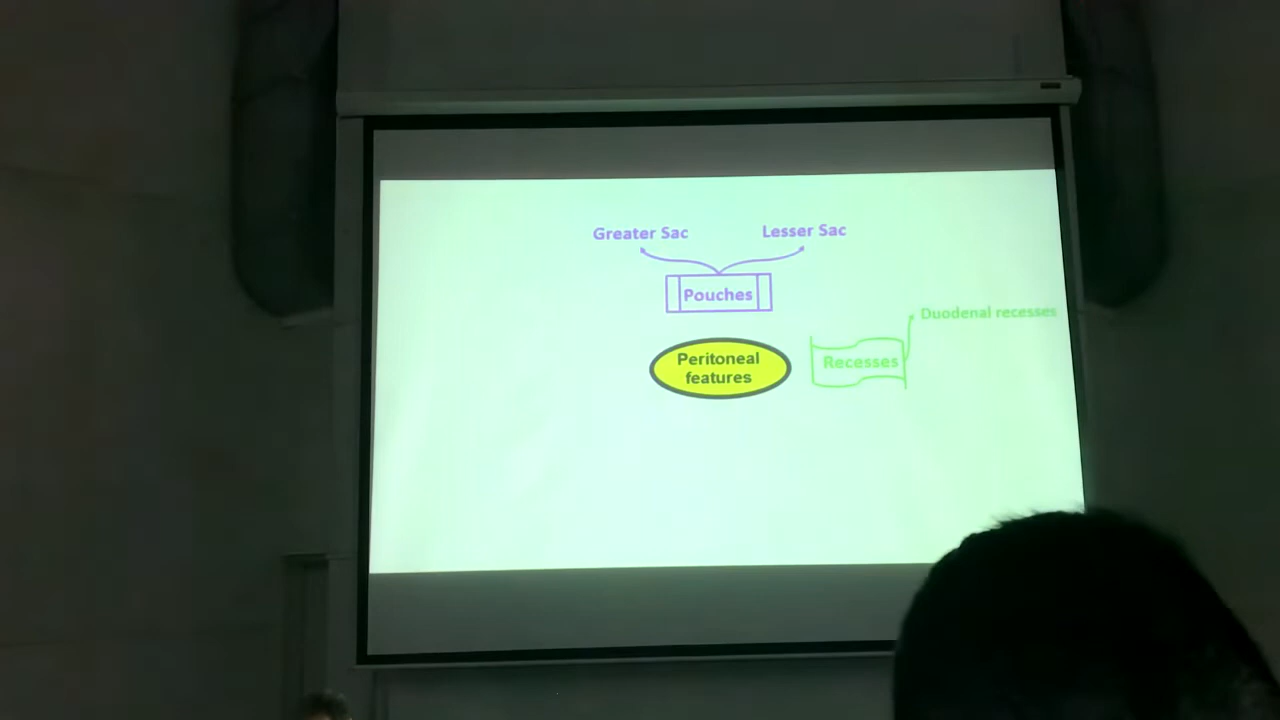 Greater Sac
Lesser Sac
Pouches
Duodenal recesses
Peritoneal
features
Recesses